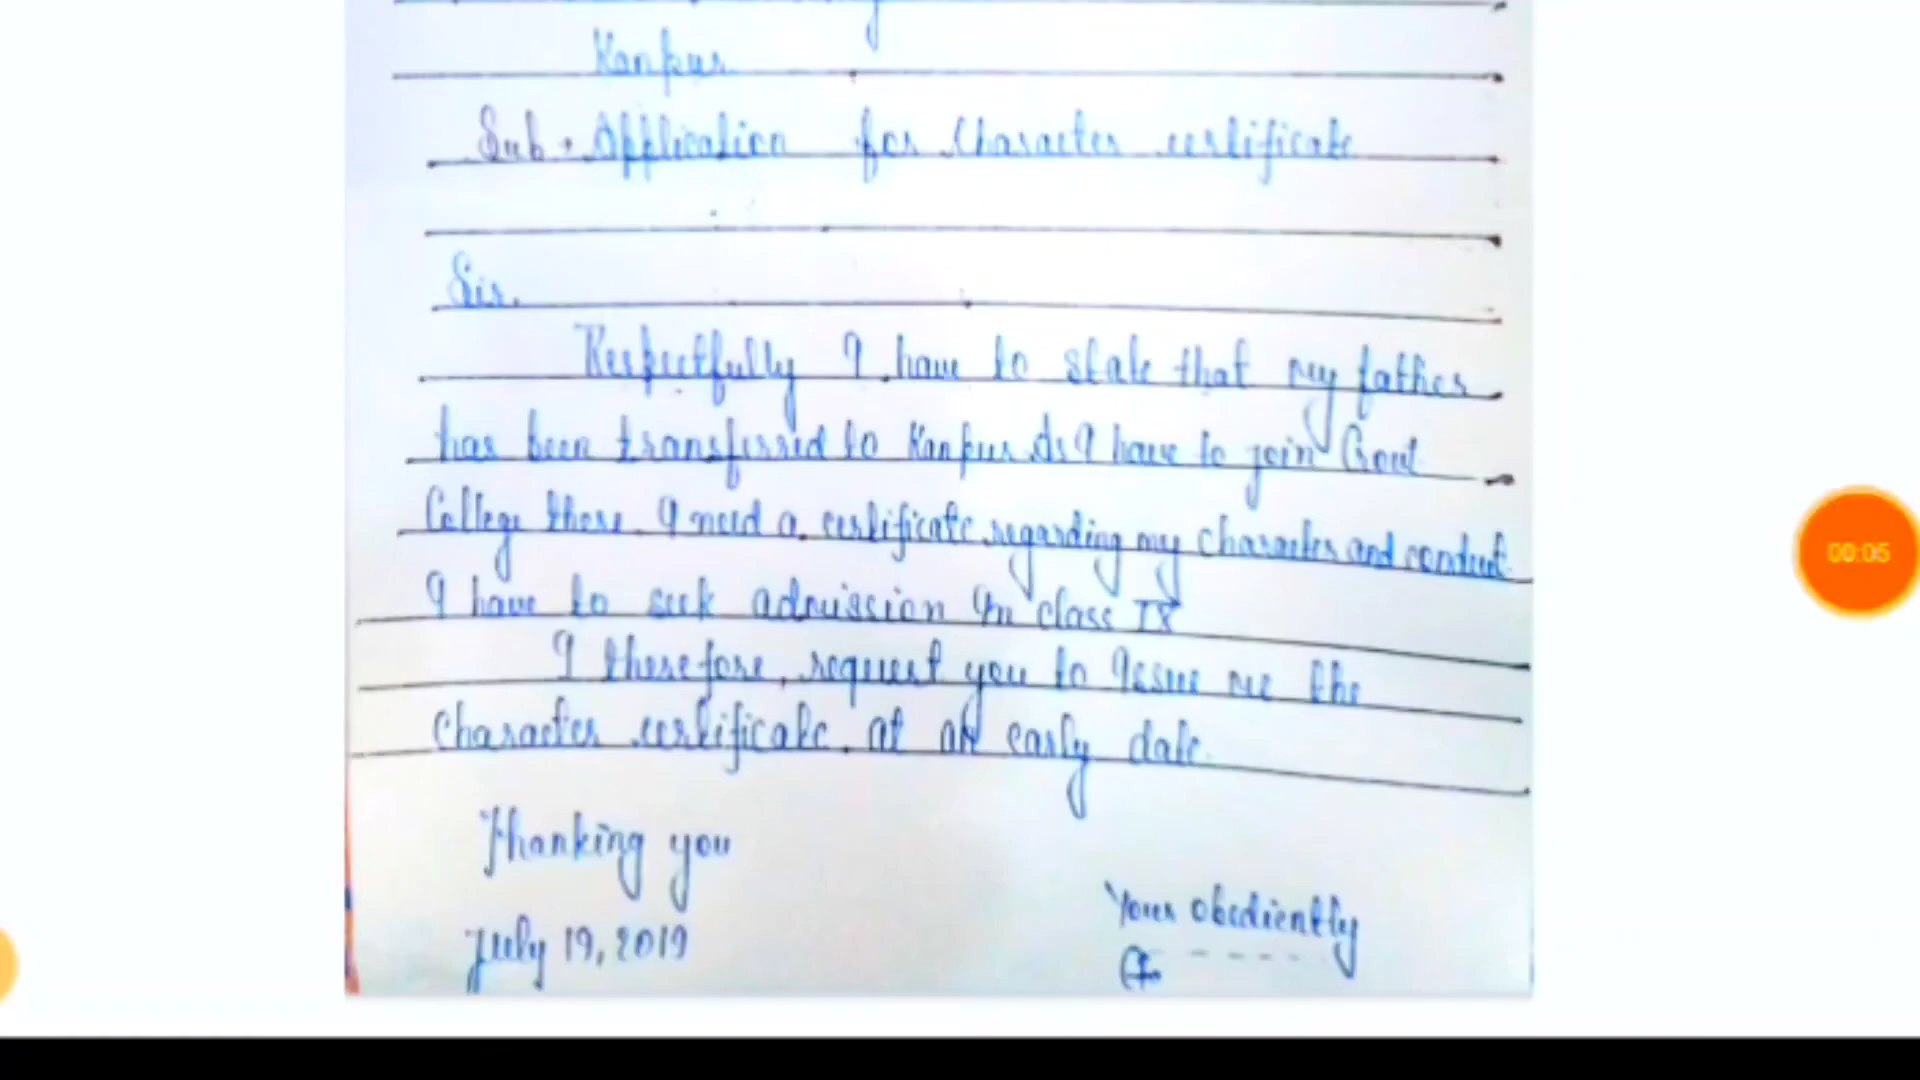 Kanpur
Sub. Application for Character certificate
Sir,
Respectfully I have to state that my father
has been transferred to Kanpur As I have to join Govt
College there. I need a certificate regarding my character and conduct.
I have to seek admission In class IX
I therefore, request you to Issue me the
Character certificate at an early date.
Thanking you
Your obediently
July 19, 2019
00:05